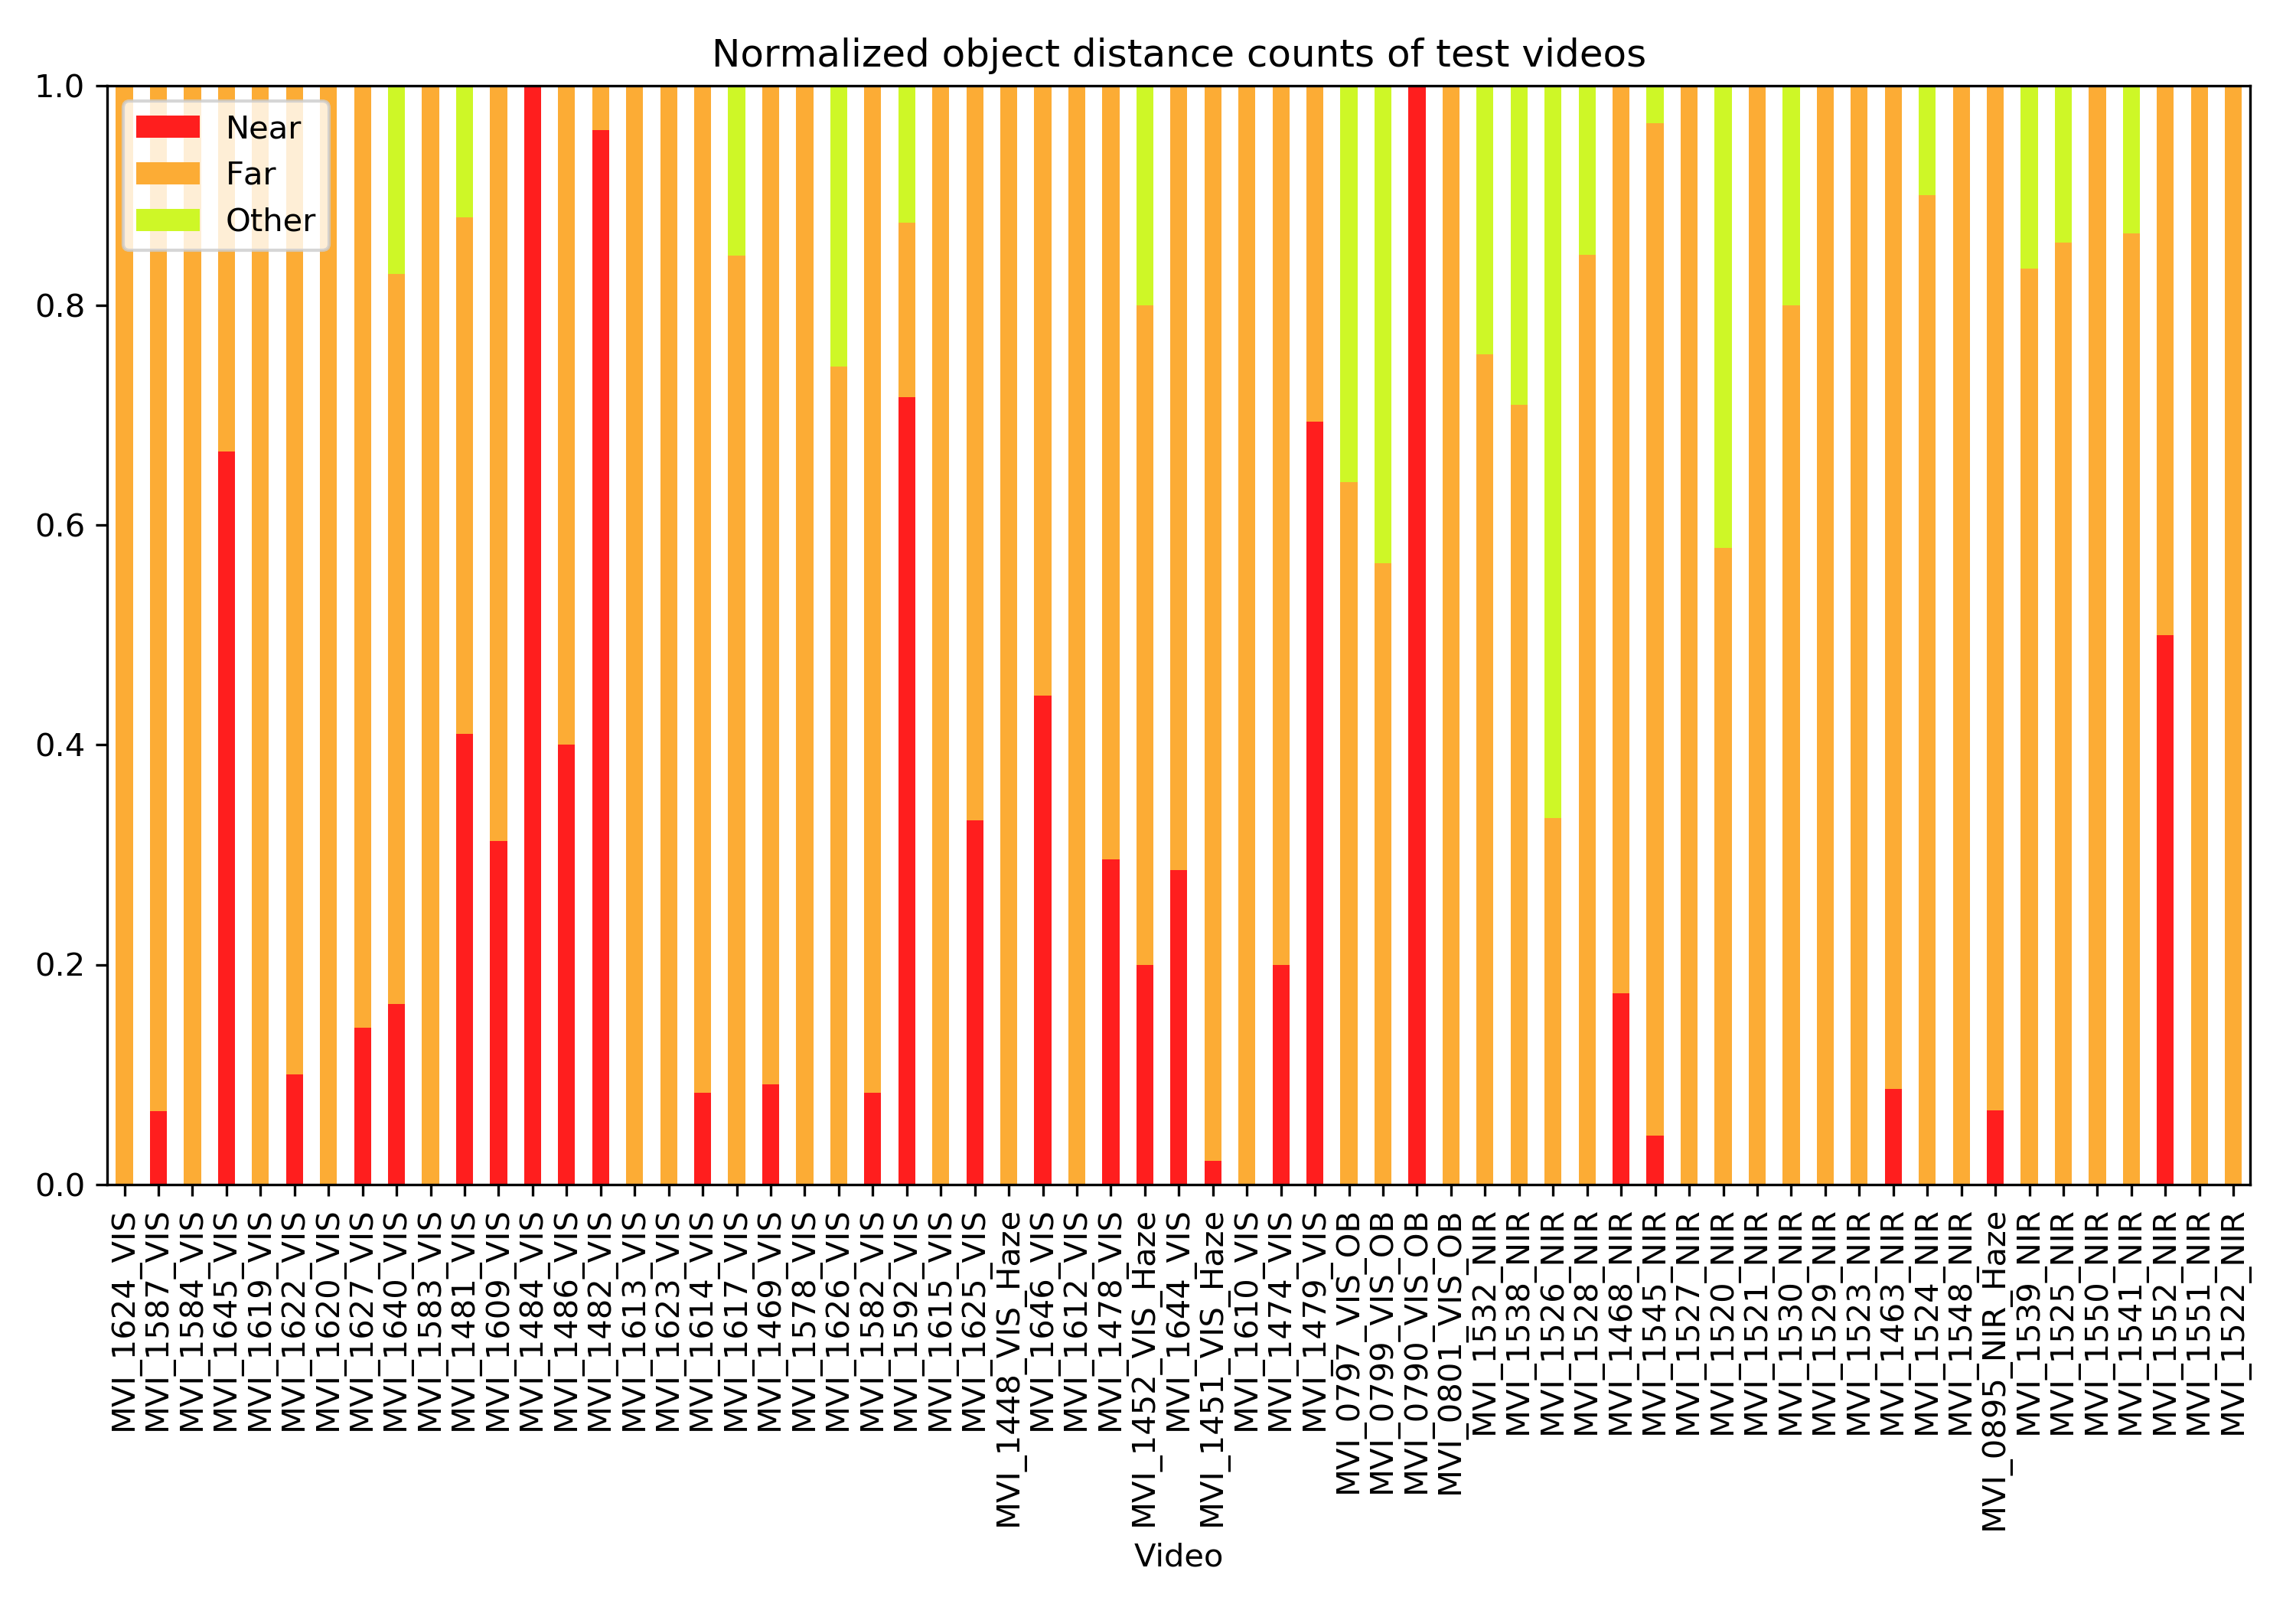 Normalized object distance counts of test videos
1.0
0.8
0.6
0.4
0.2
0.0
Near
Far
Other
MVI_1624_VIS
MVI_1587_VIS
MVI_1584_VIS
MVI_1645_VIS
MVI_1619_VIS
MVI_1622_VIS
MVI_1620_VIS
MVI_1627_VIS
MVI_1640_VIS
MVI_1583_VIS
MVI_1481_VIS
MVI_1609_VIS
MVI_1484_VIS
MVI_1486_VIS
MVI_1482_VIS
MVI_1613_VIS
MVI_1623_VIS
MVI_1614_VIS
MVI_1617_VIS
MVI_1469_VIS
MVI_1578_VIS
MVI_1626_VIS
MVI_1582_VIS
MVI_1592_VIS
MVI_1615_VIS
MVI_1625_VIS
MVI_1448_VIS_Haze
MVI_1646_VIS
MVI_1612_VIS
MVI_1478_VIS
MVI_1452_VIS_Haze
MVI_1644_VIS
MVI_1451_VIS_Haze
MVI_1610_VIS
MVI_1474_VIS
MVI_1479_VIS
MVI_0797_VIS_OB
MVI_0799_VIS_OB
MVI_0790_VIS_OB
MVI_0801_VIS_OB
MVI_1532_NIR
MVI_1538_NIR
MVI_1526_NIR
MVI_1528_NIR
MVI_1468_NIR
MVI_1545_NIR
MVI_1527_NIR
MVI_1520_NIR
MVI_1521_NIR
MVI_1530_NIR
MVI_1529_NIR
MVI_1523_NIR
MVI_1463_NIR
MVI_1524_NIR
MVI_1548_NIR
MVI_0895_NIR_Haze
MVI_1539_NIR
MVI_1525_NIR
MVI_1550_NIR
MVI_1541_NIR
MVI_1552_NIR
MVI_1551_NIR
MVI_1522_NIR
Video